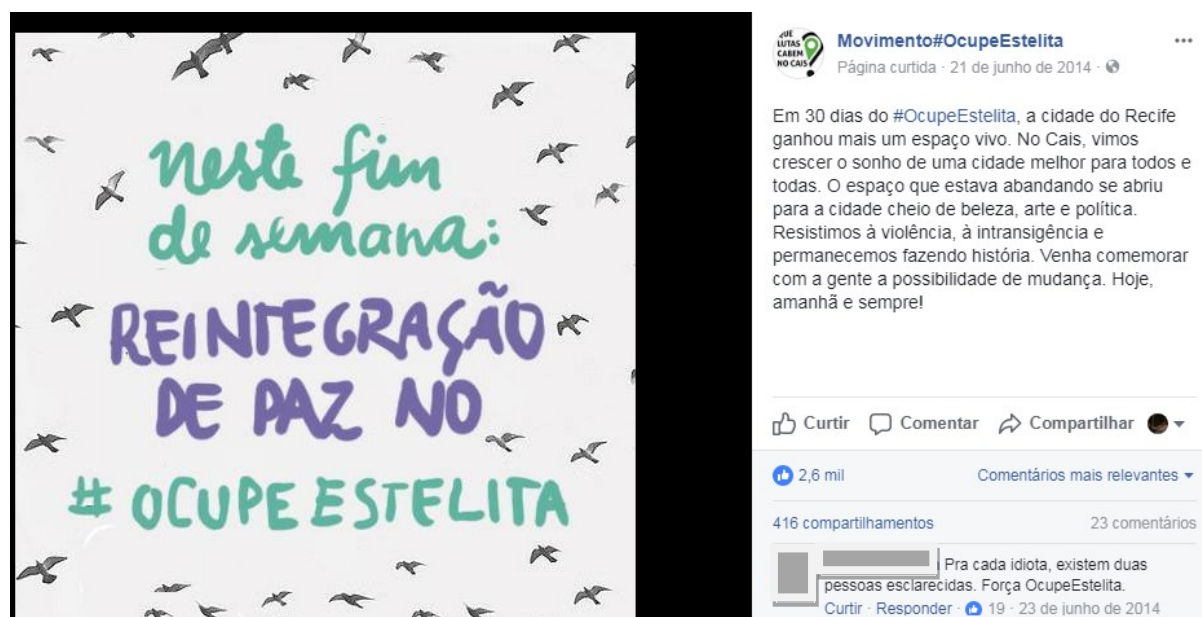 neste fim
de semana:
REINTEGRAÇÃO
DE PAZ NO
# OCUPE ESTELITA
QUE
LUTAS
CABEM
NO CAIS?
Movimento#OcupeEstelita
Página curtida · 21 de junho de 2014 ·
Em 30 dias do #OcupeEstelita, a cidade do Recife
ganhou mais um espaço vivo. No Cais, vimos
crescer o sonho de uma cidade melhor para todos e
todas. O espaço que estava abandando se abriu
para a cidade cheio de beleza, arte e política.
Resistimos à violência, à intransigência e
permanecemos fazendo história. Venha comemorar
com a gente a possibilidade de mudança. Hoje,
amanhã e sempre!
Curtir Comentar Compartilhar
2,6 mil Comentários mais relevantes
416 compartilhamentos 23 comentários
Pra cada idiota, existem duas
pessoas esclarecidas. Força OcupeEstelita.
Curtir · Responder · 19 · 23 de junho de 2014